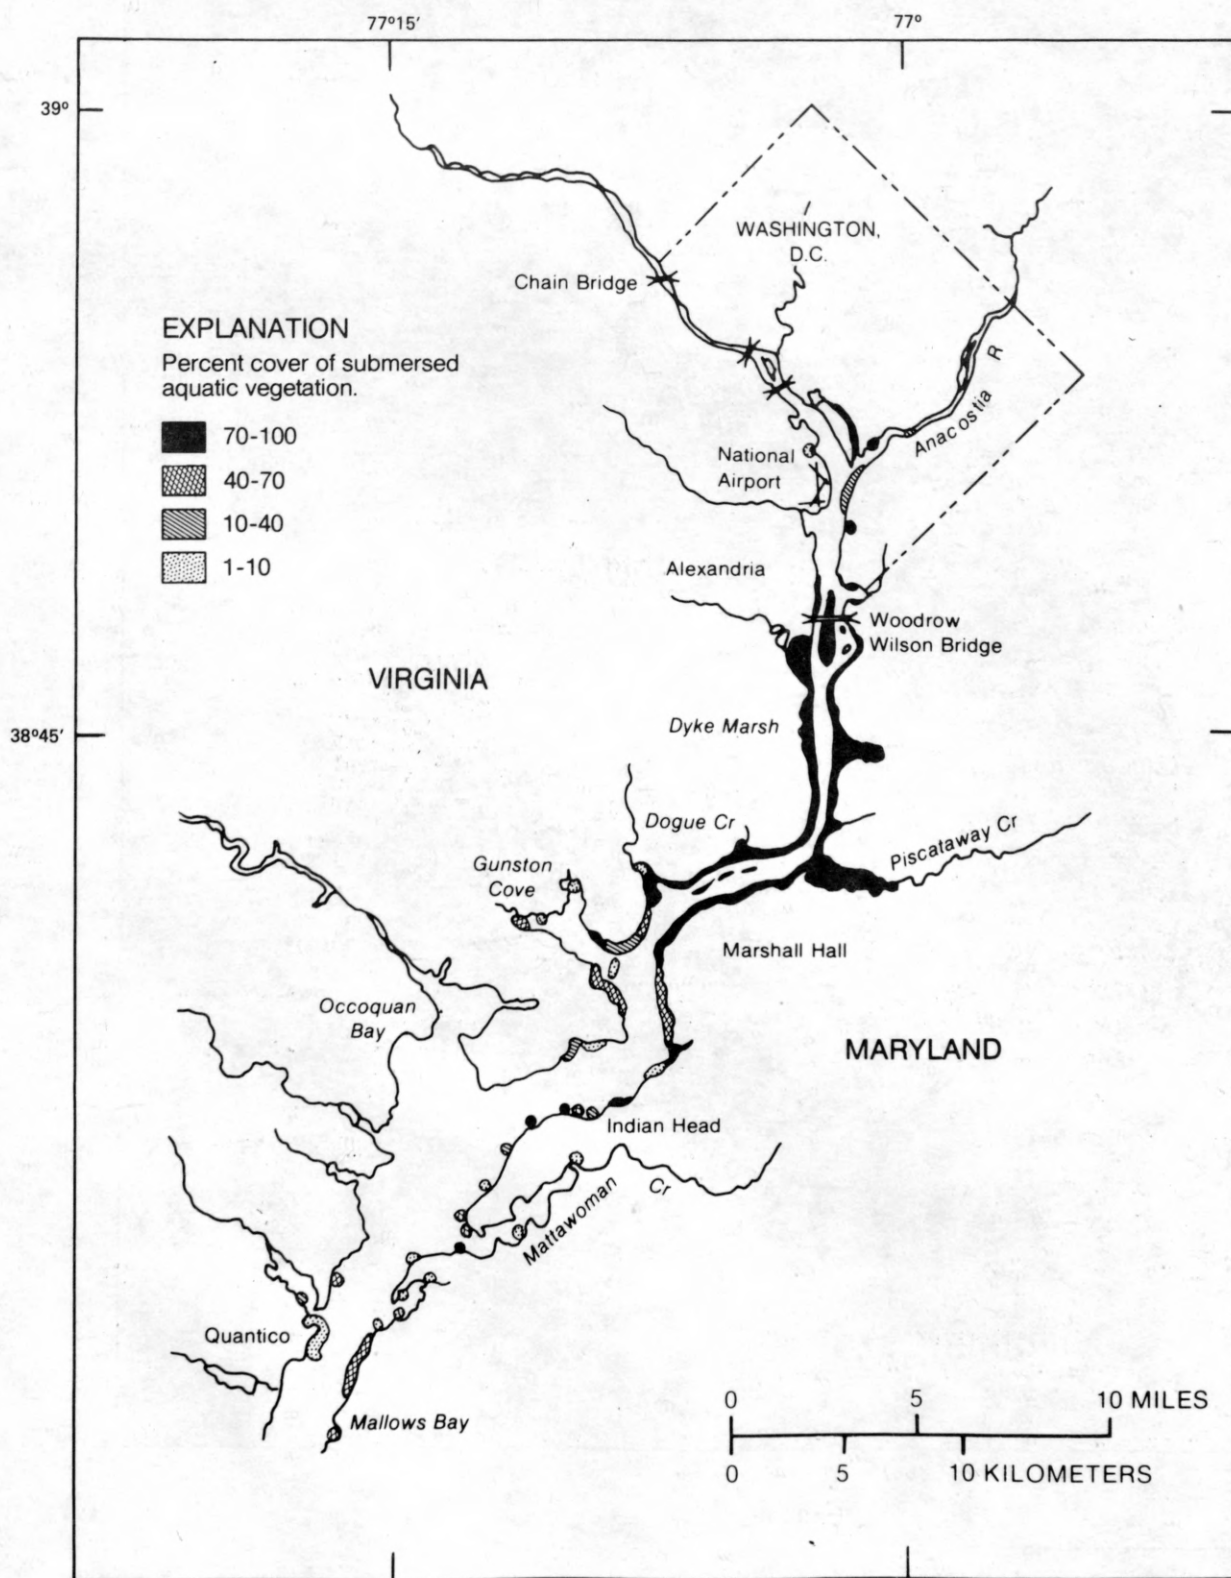 77°15′
77°
39°
WASHINGTON,
D.C.
Chain Bridge
EXPLANATION
Percent cover of submersed
aquatic vegetation.
70-100
40-70
10-40
1-10
Anacostia R
National
Airport
Alexandria
Woodrow
Wilson Bridge
VIRGINIA
Dyke Marsh
38°45′
Dogue Cr
Piscataway Cr
Gunston
Cove
Marshall Hall
Occoquan
Bay
MARYLAND
Indian Head
Mattawoman Cr
Quantico
Mallows Bay
0 5 10 MILES
0 5 10 KILOMETERS